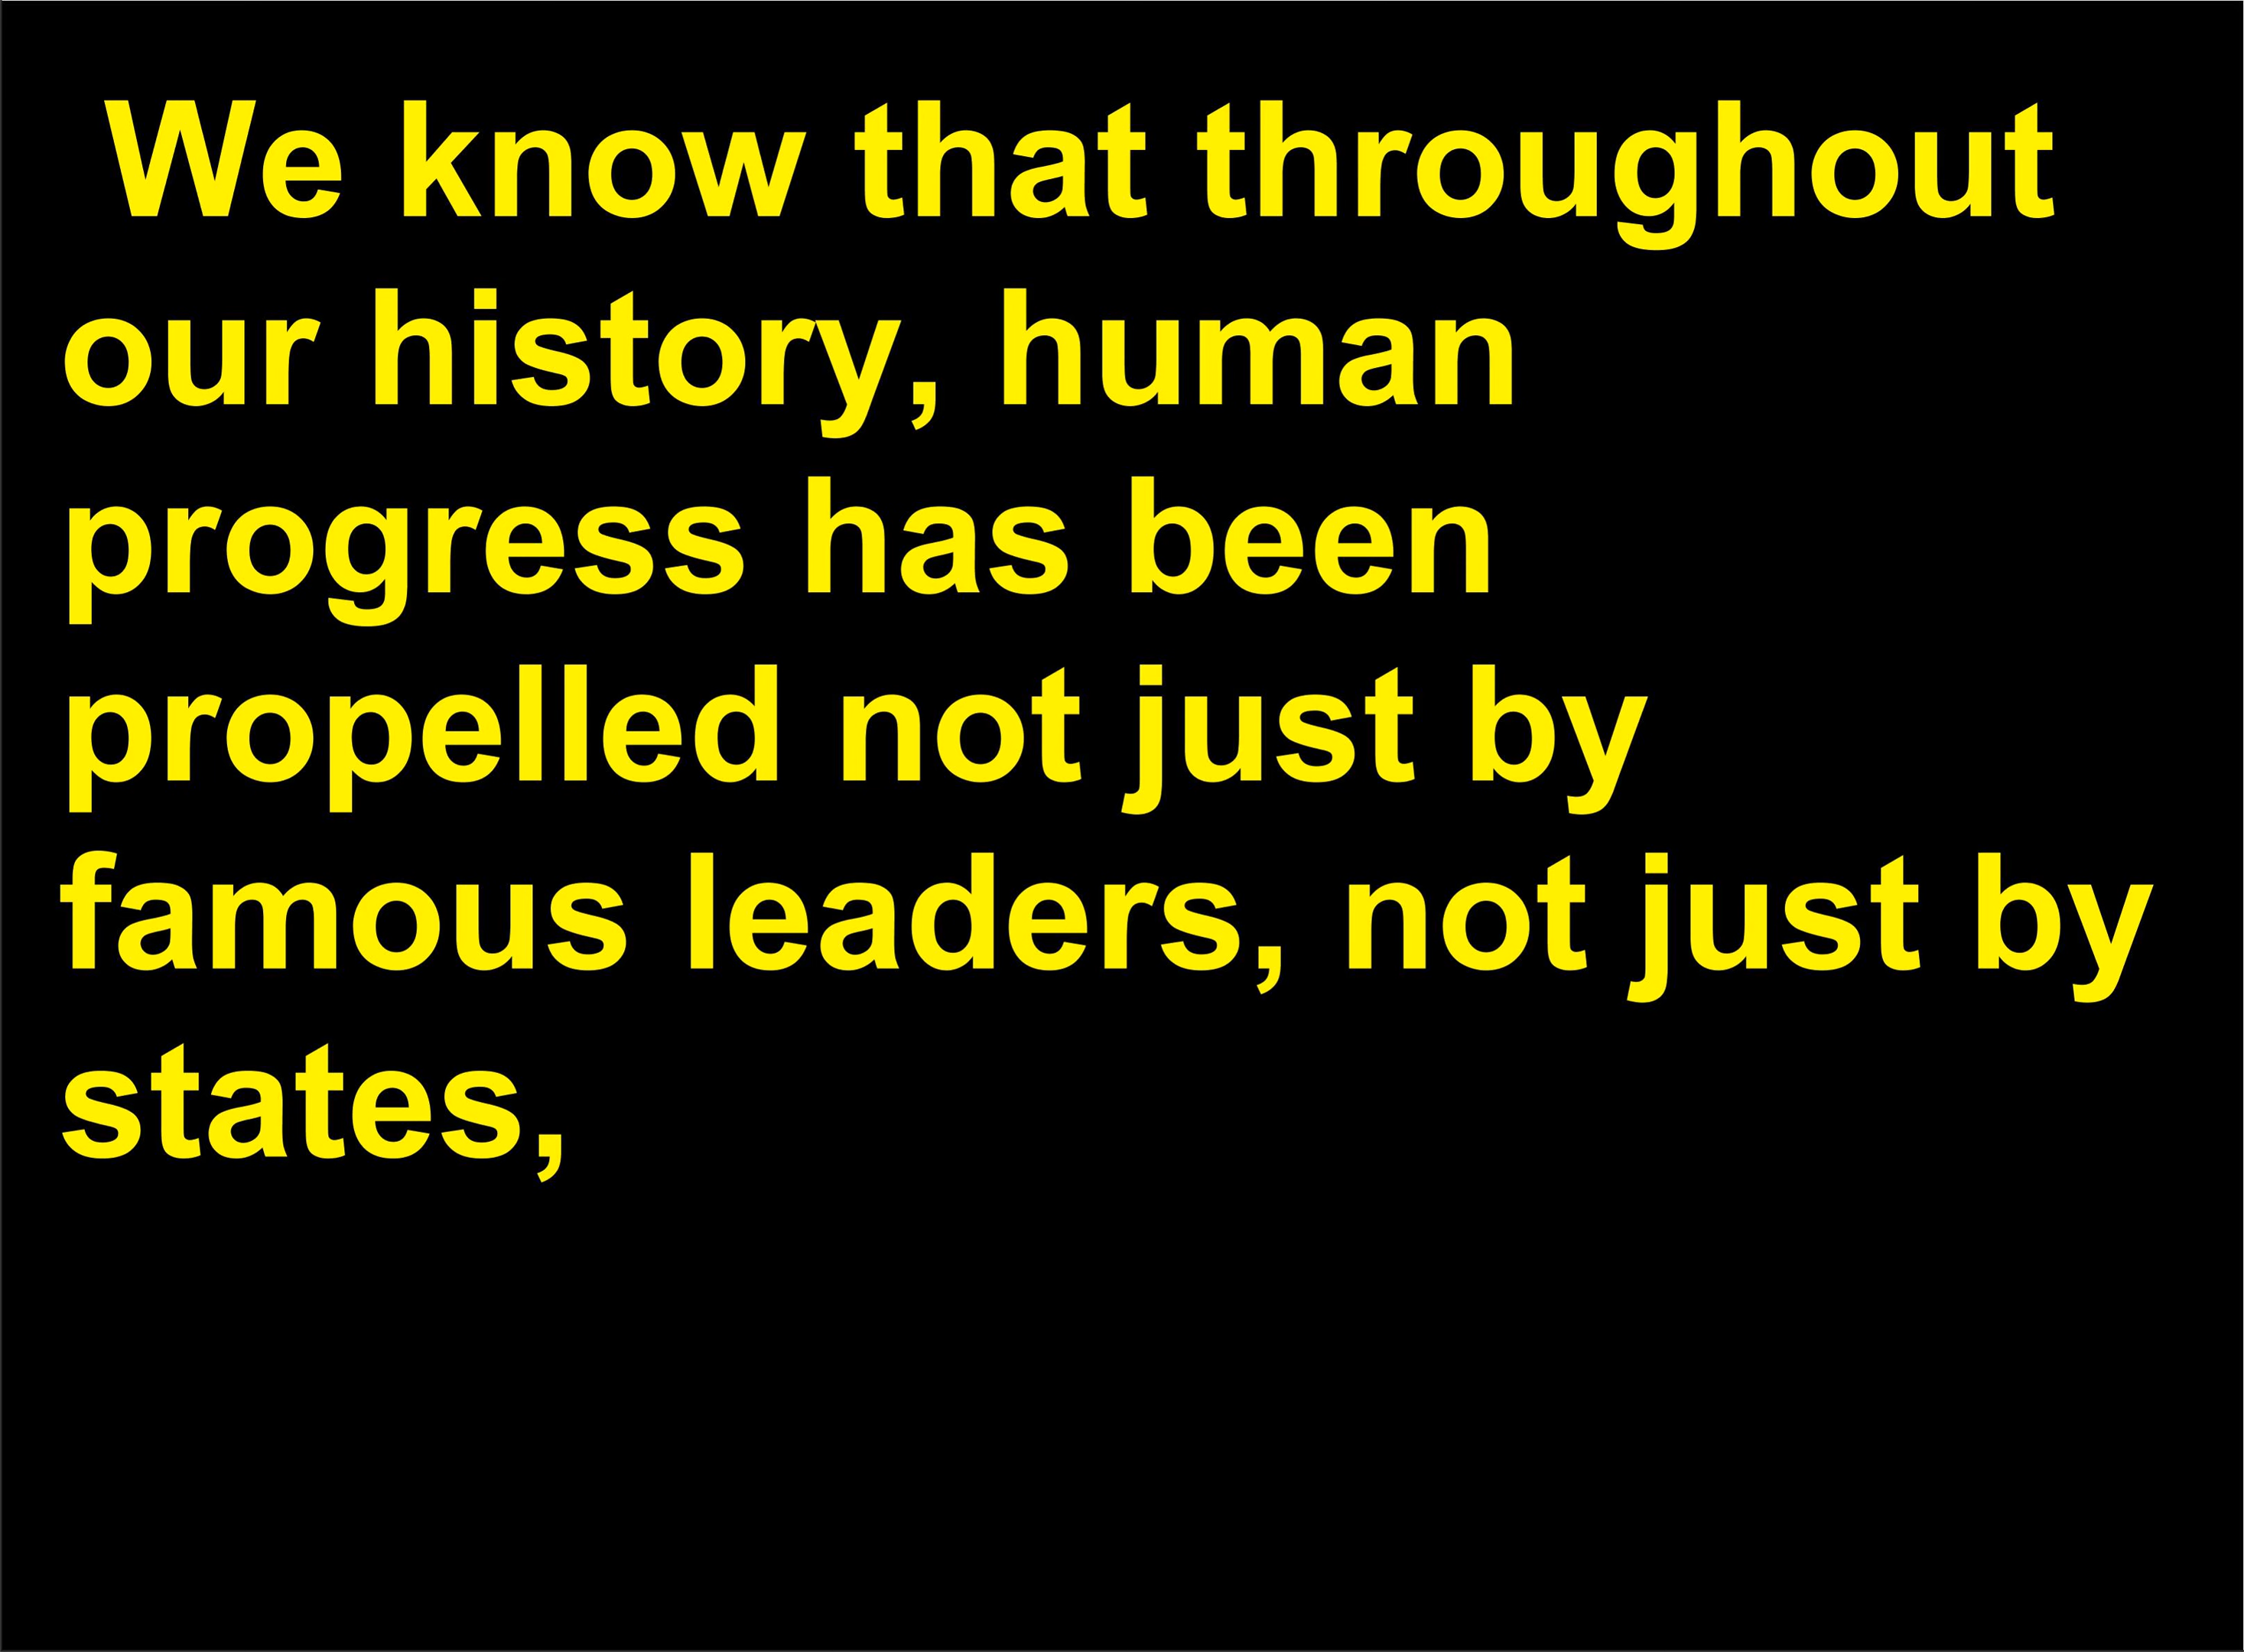 We know that throughout
our history, human
progress has been
propelled not just by
famous leaders, not just by
states,